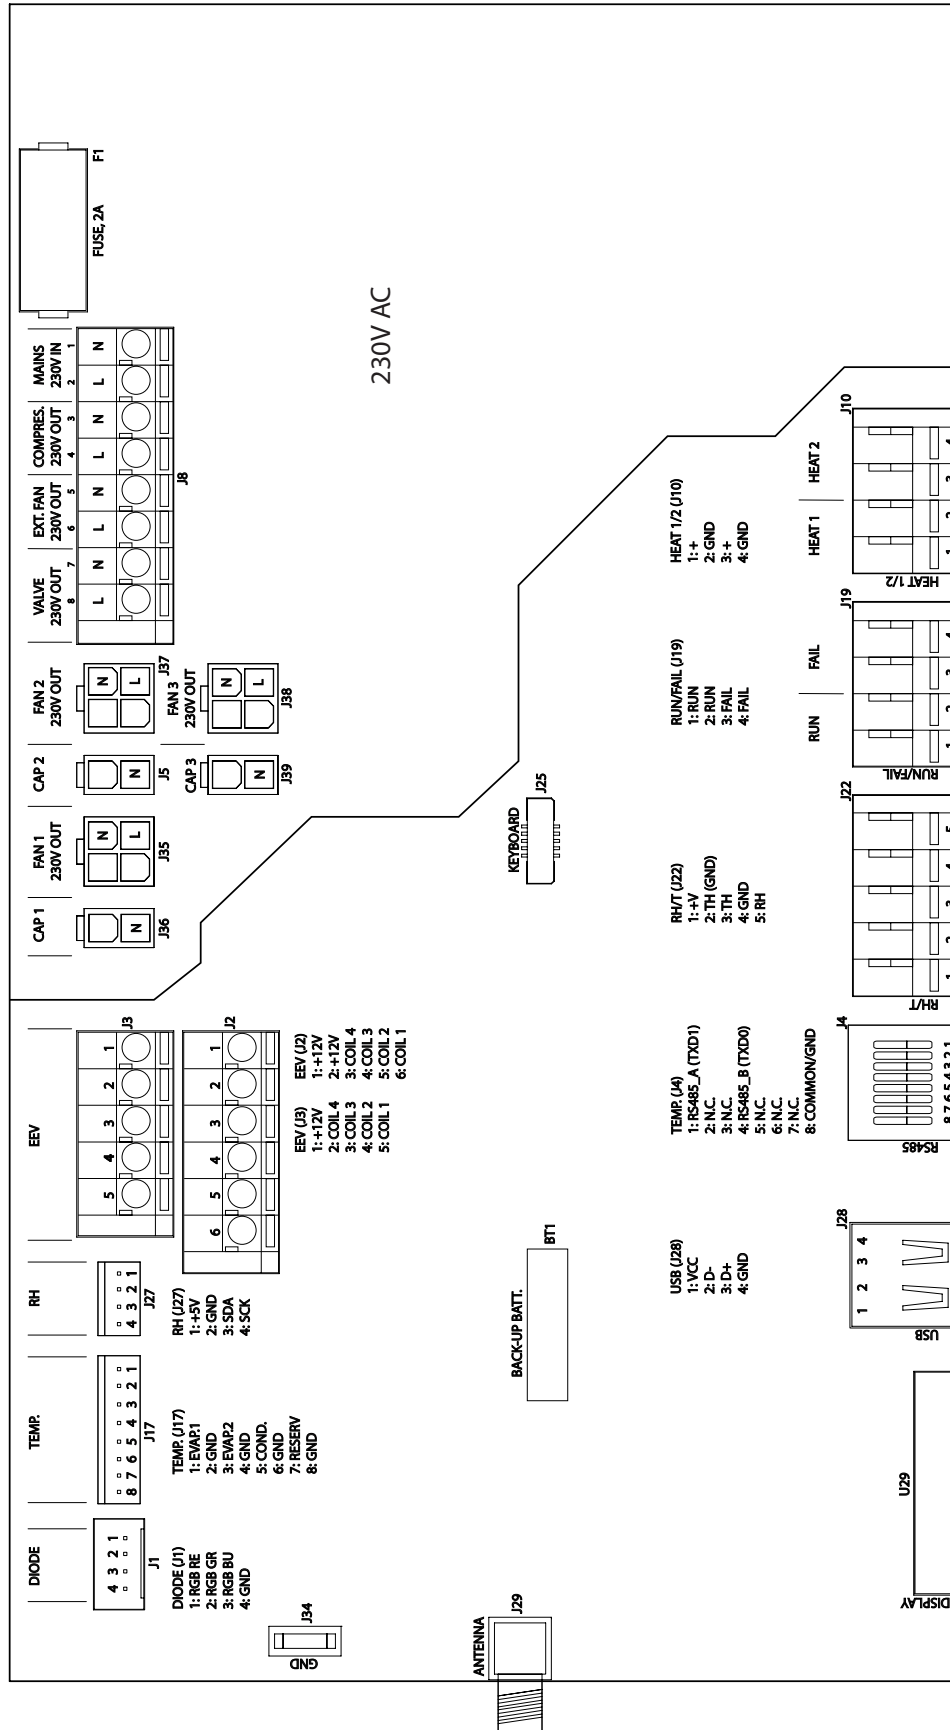 DIODE
4 3 2 1
J1
DIODE (J1)
1: RGB RE
2: RGB GR
3: RGB BU
4: GND
TEMP.
8 7 6 5 4 3 2 1
J17
TEMP. (J17)
1: EVAP.1
2: GND
3: EVAP.2
4: GND
5: COND.
6: GND
7: RESERV
8: GND
RH
4 3 2 1
J27
RH (J27)
1: +5V
2: GND
3: SDA
4: SCK
EEV
5 4 3 2 1
J3
6 5 4 3 2 1
J2
EEV (J3)
1: +12V
2: COIL 4
3: COIL 3
4: COIL 2
5: COIL 1
EEV (J2)
1: +12V
2: +12V
3: COIL 4
4: COIL 3
5: COIL 2
6: COIL 1
CAP 1
N
J36
FAN 1
230V OUT
N
L
J35
CAP 2
N
J5
CAP 3
N
J39
FAN 2
230V OUT
N
L
J37
FAN 3
230V OUT
N
L
J38
VALVE
230V OUT
EXT. FAN
230V OUT
COMPRES.
230V OUT
MAINS
230V IN
8 7 6 5 4 3 2 1
L N L N L N L N
J8
FUSE, 2A
F1
230V AC
GND
J34
ANTENNA
J29
BACK-UP BATT.
BT1
KEYBOARD
J25
USB (J28)
1: VCC
2: D-
3: D+
4: GND
TEMP. (J4)
1: RS485_A (TXD1)
2: N.C.
3: N.C.
4: RS485_B (TXD0)
5: N.C.
6: N.C.
7: N.C.
8: COMMON/GND
RH/T (J22)
1: +V
2: TH (GND)
3: TH
4: GND
5: RH
RUN/FAIL (J19)
1: RUN
2: RUN
3: FAIL
4: FAIL
HEAT 1/2 (J10)
1: +
2: GND
3: +
4: GND
RUN
FAIL
HEAT 1
HEAT 2
U29
DISPLAY
J28
1 2 3 4
USB
J4
8 7 6 5 4 3 2 1
RS485
J22
1 2 3 4 5
RH/T
J19
1 2 3 4
RUN/FAIL
J10
1 2 3 4
HEAT 1/2